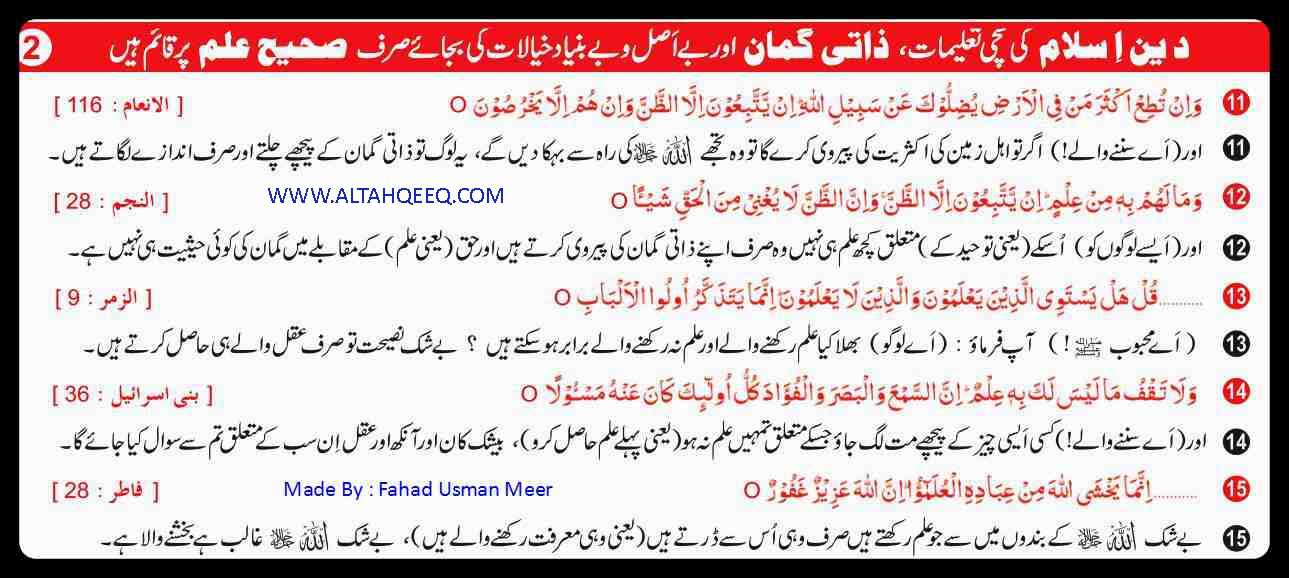 دینِ اِسلام کی سچی تعلیمات، ذاتی گمان اور بے اَصل و بے بنیاد خیالات کی بجائے صرف صحیح علم پر قائم ہیں 2
11 وَاِنْ تُطِعْ اَكْثَرَ مَنْ فِی الْاَرْضِ یُضِلُّوْكَ عَنْ سَبِیْلِ اللّٰهِ ؕ اِنْ یَّتَّبِعُوْنَ اِلَّا الظَّنَّ وَاِنْ هُمْ اِلَّا یَخْرُصُوْنَ O [ الانعام : 116 ]
11 اور (اَے سننے والے!) اگر تو اہل زمین کی اکثریت کی پیروی کرے گا تو وہ تجھے اللہ ﷻ کی راہ سے بہکا دیں گے، یہ لوگ تو ذاتی گمان کے پیچھے چلتے اور صرف اندازے لگاتے ہیں۔
12 وَمَا لَهُمْ بِهٖ مِنْ عِلْمٍ ؕ اِنْ یَّتَّبِعُوْنَ اِلَّا الظَّنَّ ۚ وَاِنَّ الظَّنَّ لَا یُغْنِیْ مِنَ الْحَقِّ شَیْـًٔا O WWW.ALTAHQEEQ.COM [ النجم : 28 ]
12 اور (اَیسے لوگوں کو) اُسکے (یعنی توحید کے) متعلق کچھ علم ہی نہیں وہ صرف اپنے ذاتی گمان کی پیروی کرتے ہیں اور حق (یعنی علم) کے مقابلے میں گمان کی کوئی حیثیت ہی نہیں ہے۔
13 ..........قُلْ هَلْ یَسْتَوِی الَّذِیْنَ یَعْلَمُوْنَ وَالَّذِیْنَ لَا یَعْلَمُوْنَ ؕ اِنَّمَا یَتَذَكَّرُ اُولُوا الْاَلْبَابِ O [ الزمر : 9 ]
13 ( اَے محبوب ﷺ!) آپ فرماؤ : (اَے لوگو) بھلا کیا علم رکھنے والے اور علم نہ رکھنے والے برابر ہو سکتے ہیں ؟ بے شک نصیحت تو صرف عقل والے ہی حاصل کرتے ہیں۔
14 وَلَا تَقْفُ مَا لَیْسَ لَكَ بِهٖ عِلْمٌ ؕ اِنَّ السَّمْعَ وَالْبَصَرَ وَالْفُؤَادَ كُلُّ اُولٰٓئِكَ كَانَ عَنْهُ مَسْـُٔوْلًا O [ بنی اسرائیل : 36 ]
14 اور (اَے سننے والے!) کسی اَیسی چیز کے پیچھے مت لگ جاؤ جسکے متعلق تمہیں علم نہ ہو (یعنی پہلے علم حاصل کرو)، بیشک کان اور آنکھ اور عقل اِن سب کے متعلق تم سے سوال کیا جائے گا۔
15 ..........اِنَّمَا یَخْشَی اللّٰهَ مِنْ عِبَادِهِ الْعُلَمٰٓؤُا ؕ اِنَّ اللّٰهَ عَزِیْزٌ غَفُوْرٌ O Made By : Fahad Usman Meer [ فاطر : 28 ]
15 بے شک اللہ ﷻ کے بندوں میں سے جو علم رکھتے ہیں صرف وہی اُس سے ڈرتے ہیں (یعنی وہی معرفت رکھنے والے ہیں)، بے شک اللہ ﷻ غالب ہے بخشنے والا ہے۔